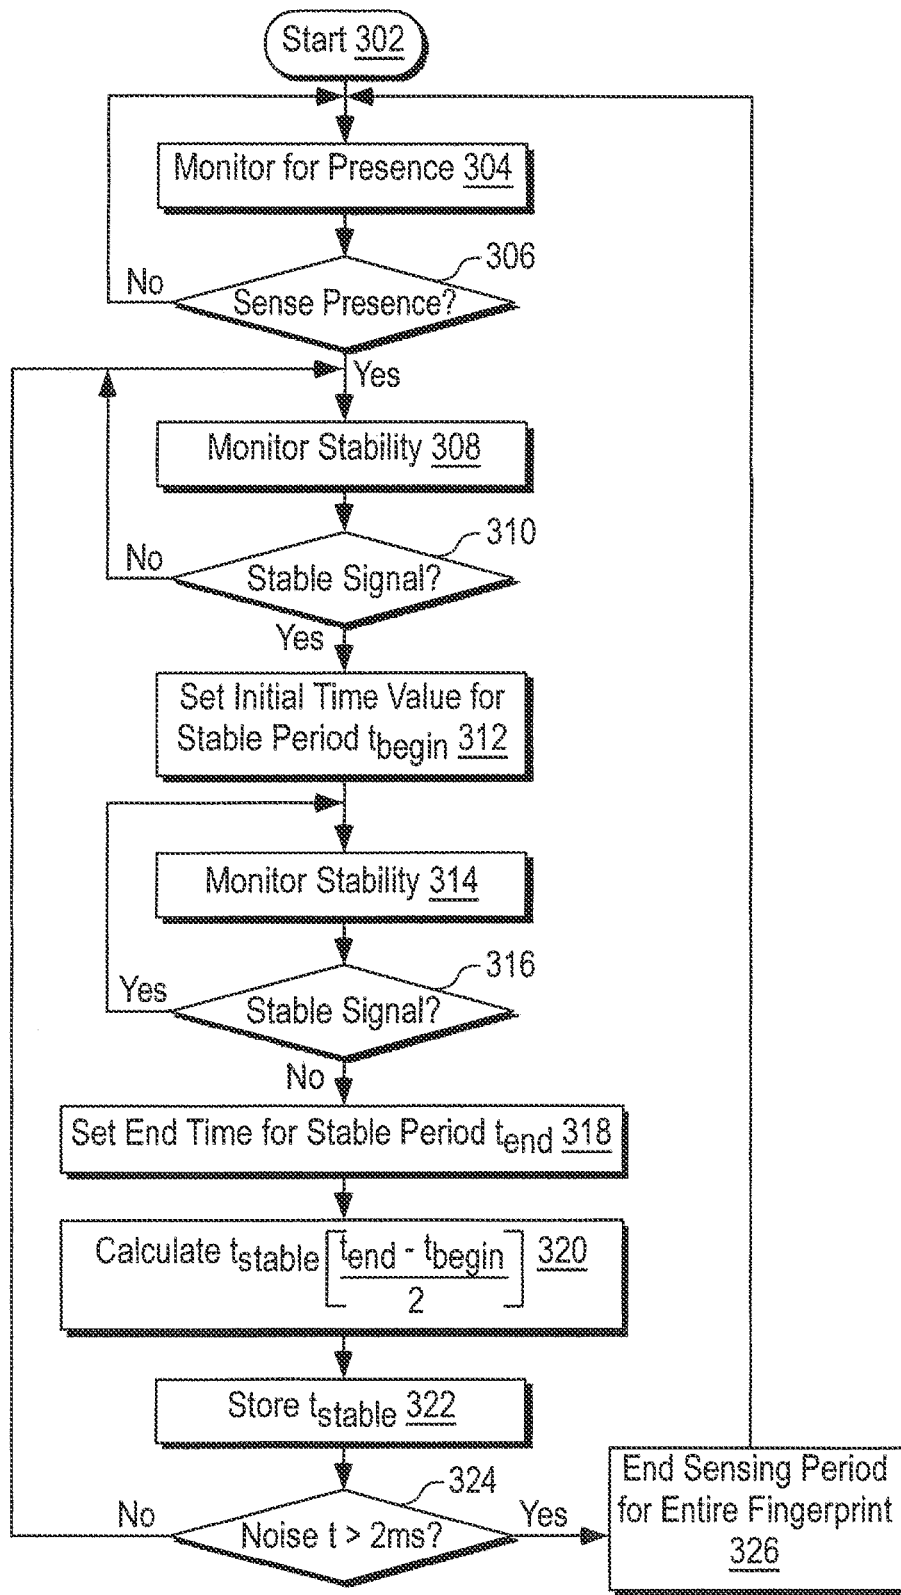 Start 302
Monitor for Presence 304
306
No
Sense Presence?
Yes
Monitor Stability 308
310
No
Stable Signal?
Yes
Set Initial Time Value for
Stable Period tbegin 312
Monitor Stability 314
316
Yes
Stable Signal?
No
Set End Time for Stable Period tend 318
Calculate tstable [tend - tbegin / 2] 320
Store tstable 322
324
No
Noise t > 2ms?
Yes
End Sensing Period
for Entire Fingerprint
326